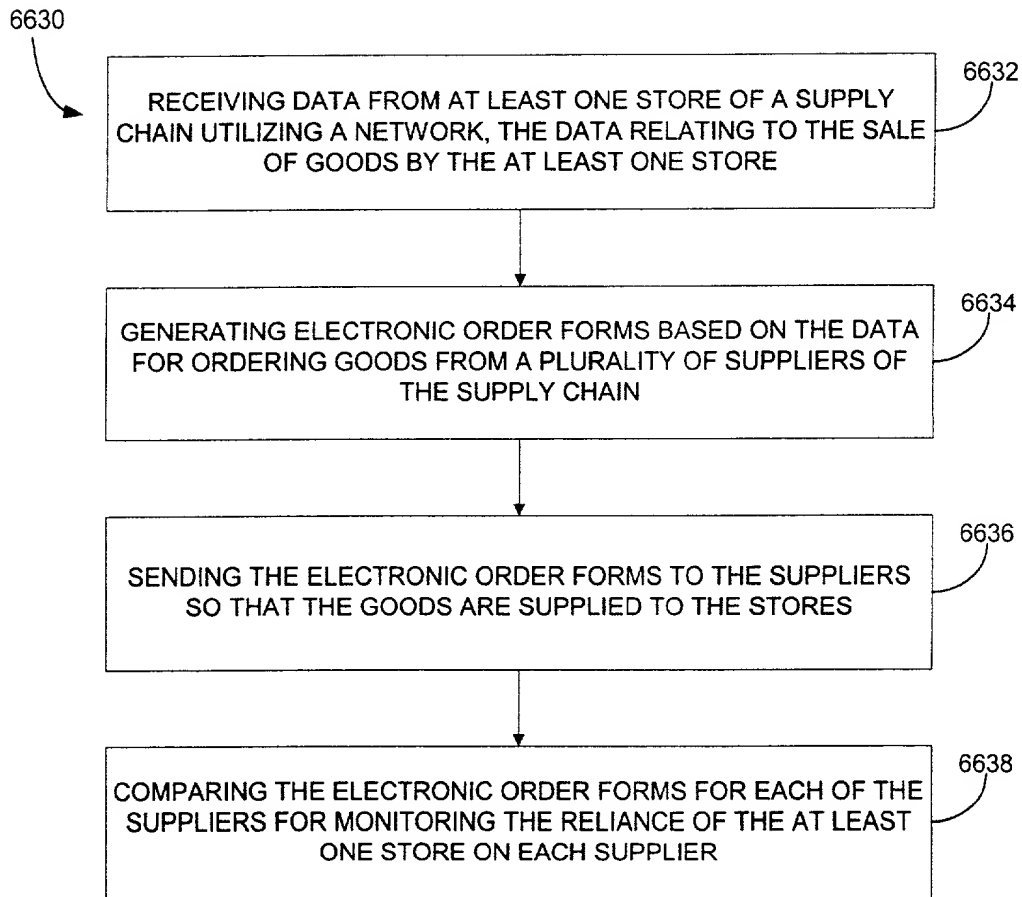 6630
6632
RECEIVING DATA FROM AT LEAST ONE STORE OF A SUPPLY
CHAIN UTILIZING A NETWORK, THE DATA RELATING TO THE SALE
OF GOODS BY THE AT LEAST ONE STORE
6634
GENERATING ELECTRONIC ORDER FORMS BASED ON THE DATA
FOR ORDERING GOODS FROM A PLURALITY OF SUPPLIERS OF
THE SUPPLY CHAIN
6636
SENDING THE ELECTRONIC ORDER FORMS TO THE SUPPLIERS
SO THAT THE GOODS ARE SUPPLIED TO THE STORES
6638
COMPARING THE ELECTRONIC ORDER FORMS FOR EACH OF THE
SUPPLIERS FOR MONITORING THE RELIANCE OF THE AT LEAST
ONE STORE ON EACH SUPPLIER